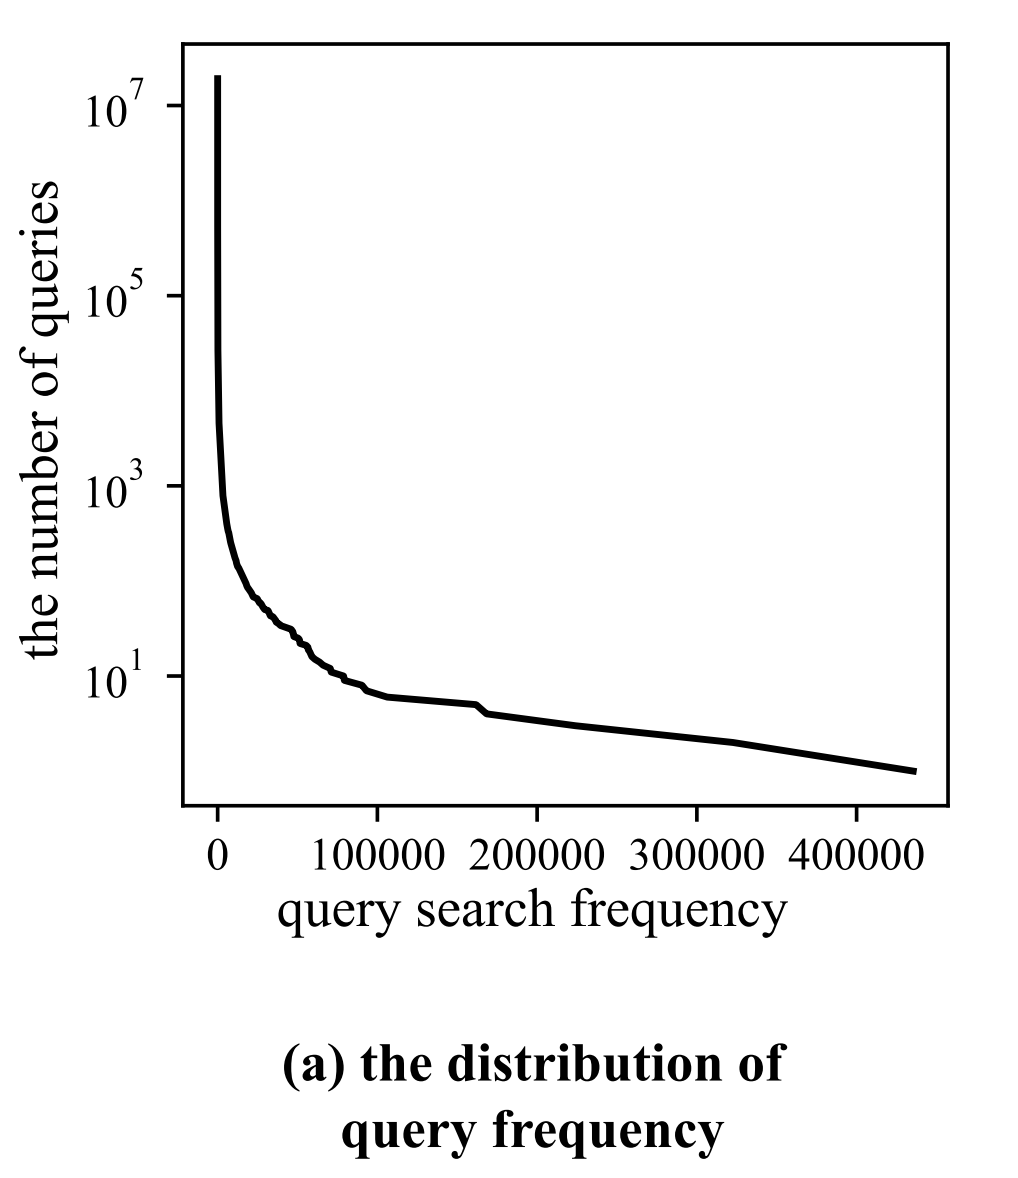 10^7
10^5
10^3
10^1
the number of queries
0 100000 200000 300000 400000
query search frequency
(a) the distribution of
query frequency